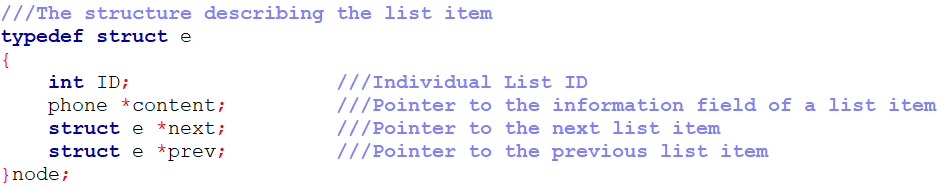 ///The structure describing the list item
typedef struct e
{
    int ID;                 ///Individual List ID
    phone *content;         ///Pointer to the information field of a list item
    struct e *next;         ///Pointer to the next list item
    struct e *prev;         ///Pointer to the previous list item
}node;